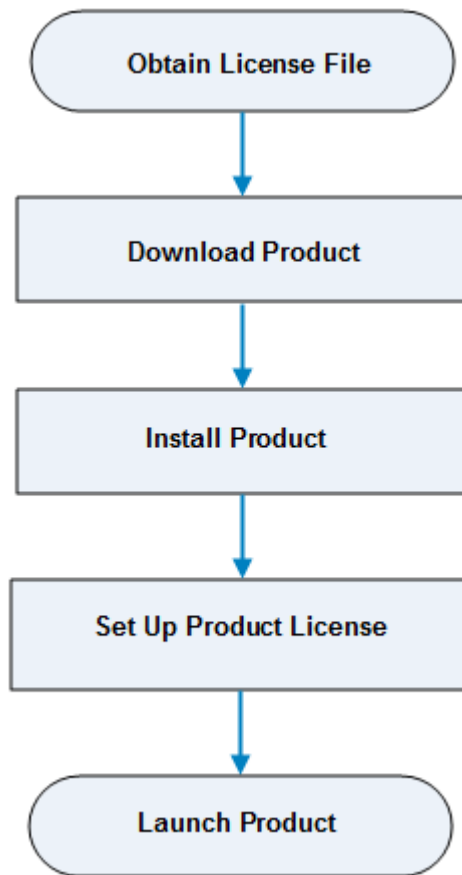 Obtain License File
Download Product
Install Product
Set Up Product License
Launch Product